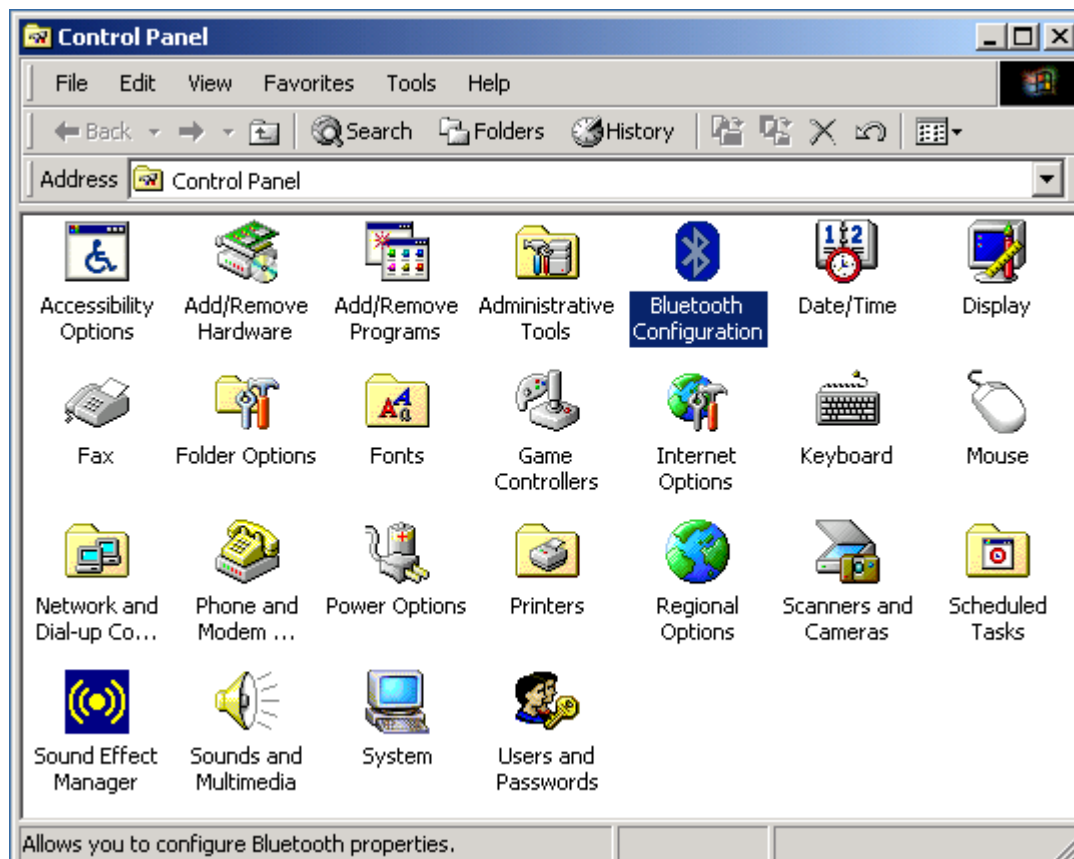 Control Panel
File Edit View Favorites Tools Help
Back Search Folders History
Address Control Panel
Accessibility Options
Add/Remove Hardware
Add/Remove Programs
Administrative Tools
Bluetooth Configuration
Date/Time
Display
Fax
Folder Options
Fonts
Game Controllers
Internet Options
Keyboard
Mouse
Network and Dial-up Co...
Phone and Modem ...
Power Options
Printers
Regional Options
Scanners and Cameras
Scheduled Tasks
Sound Effect Manager
Sounds and Multimedia
System
Users and Passwords
Allows you to configure Bluetooth properties.